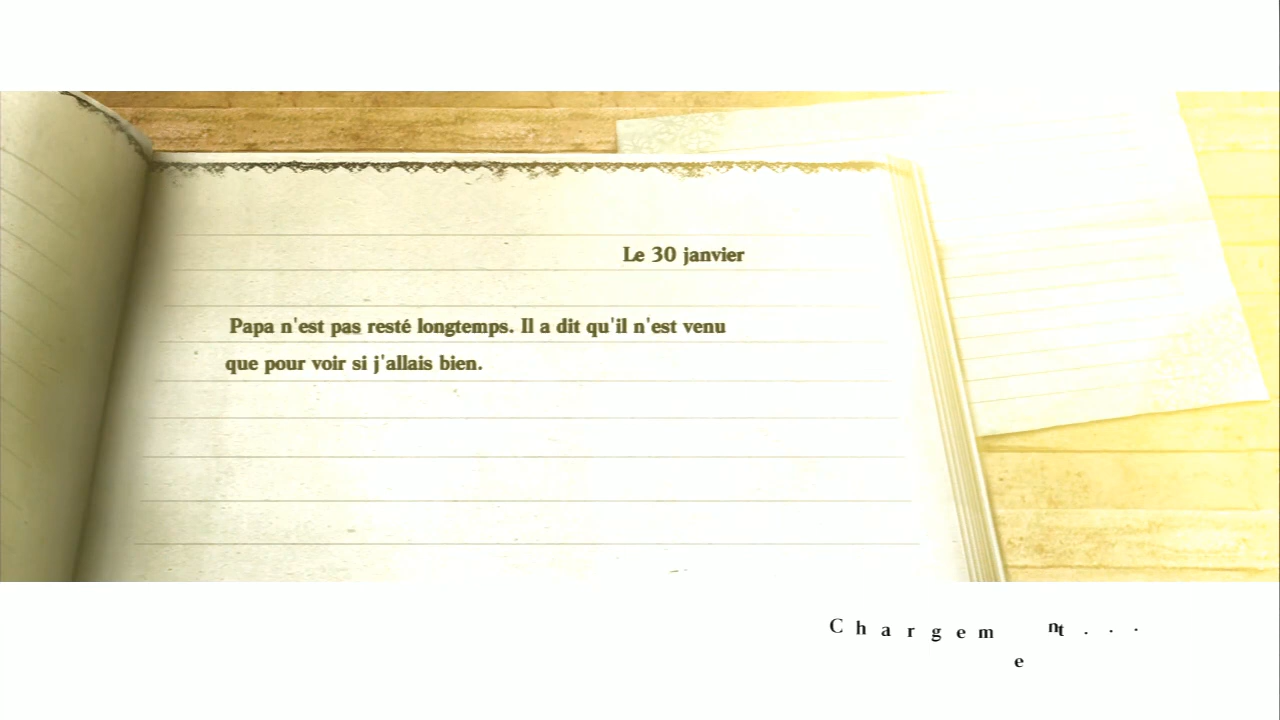 Le 30 janvier
Papa n'est pas resté longtemps. Il a dit qu'il n'est venu
que pour voir si j'allais bien.
Chargement...